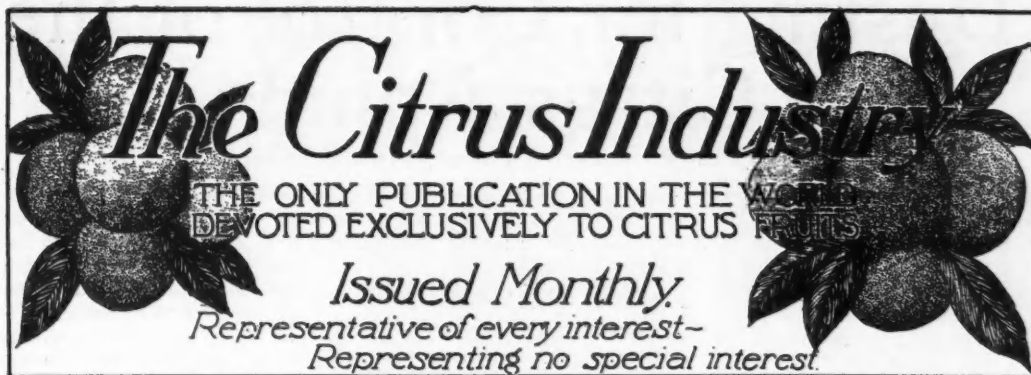 The Citrus Industry
THE ONLY PUBLICATION IN THE WORLD
DEVOTED EXCLUSIVELY TO CITRUS FRUITS
Issued Monthly.
Representative of every interest~
Representing no special interest.